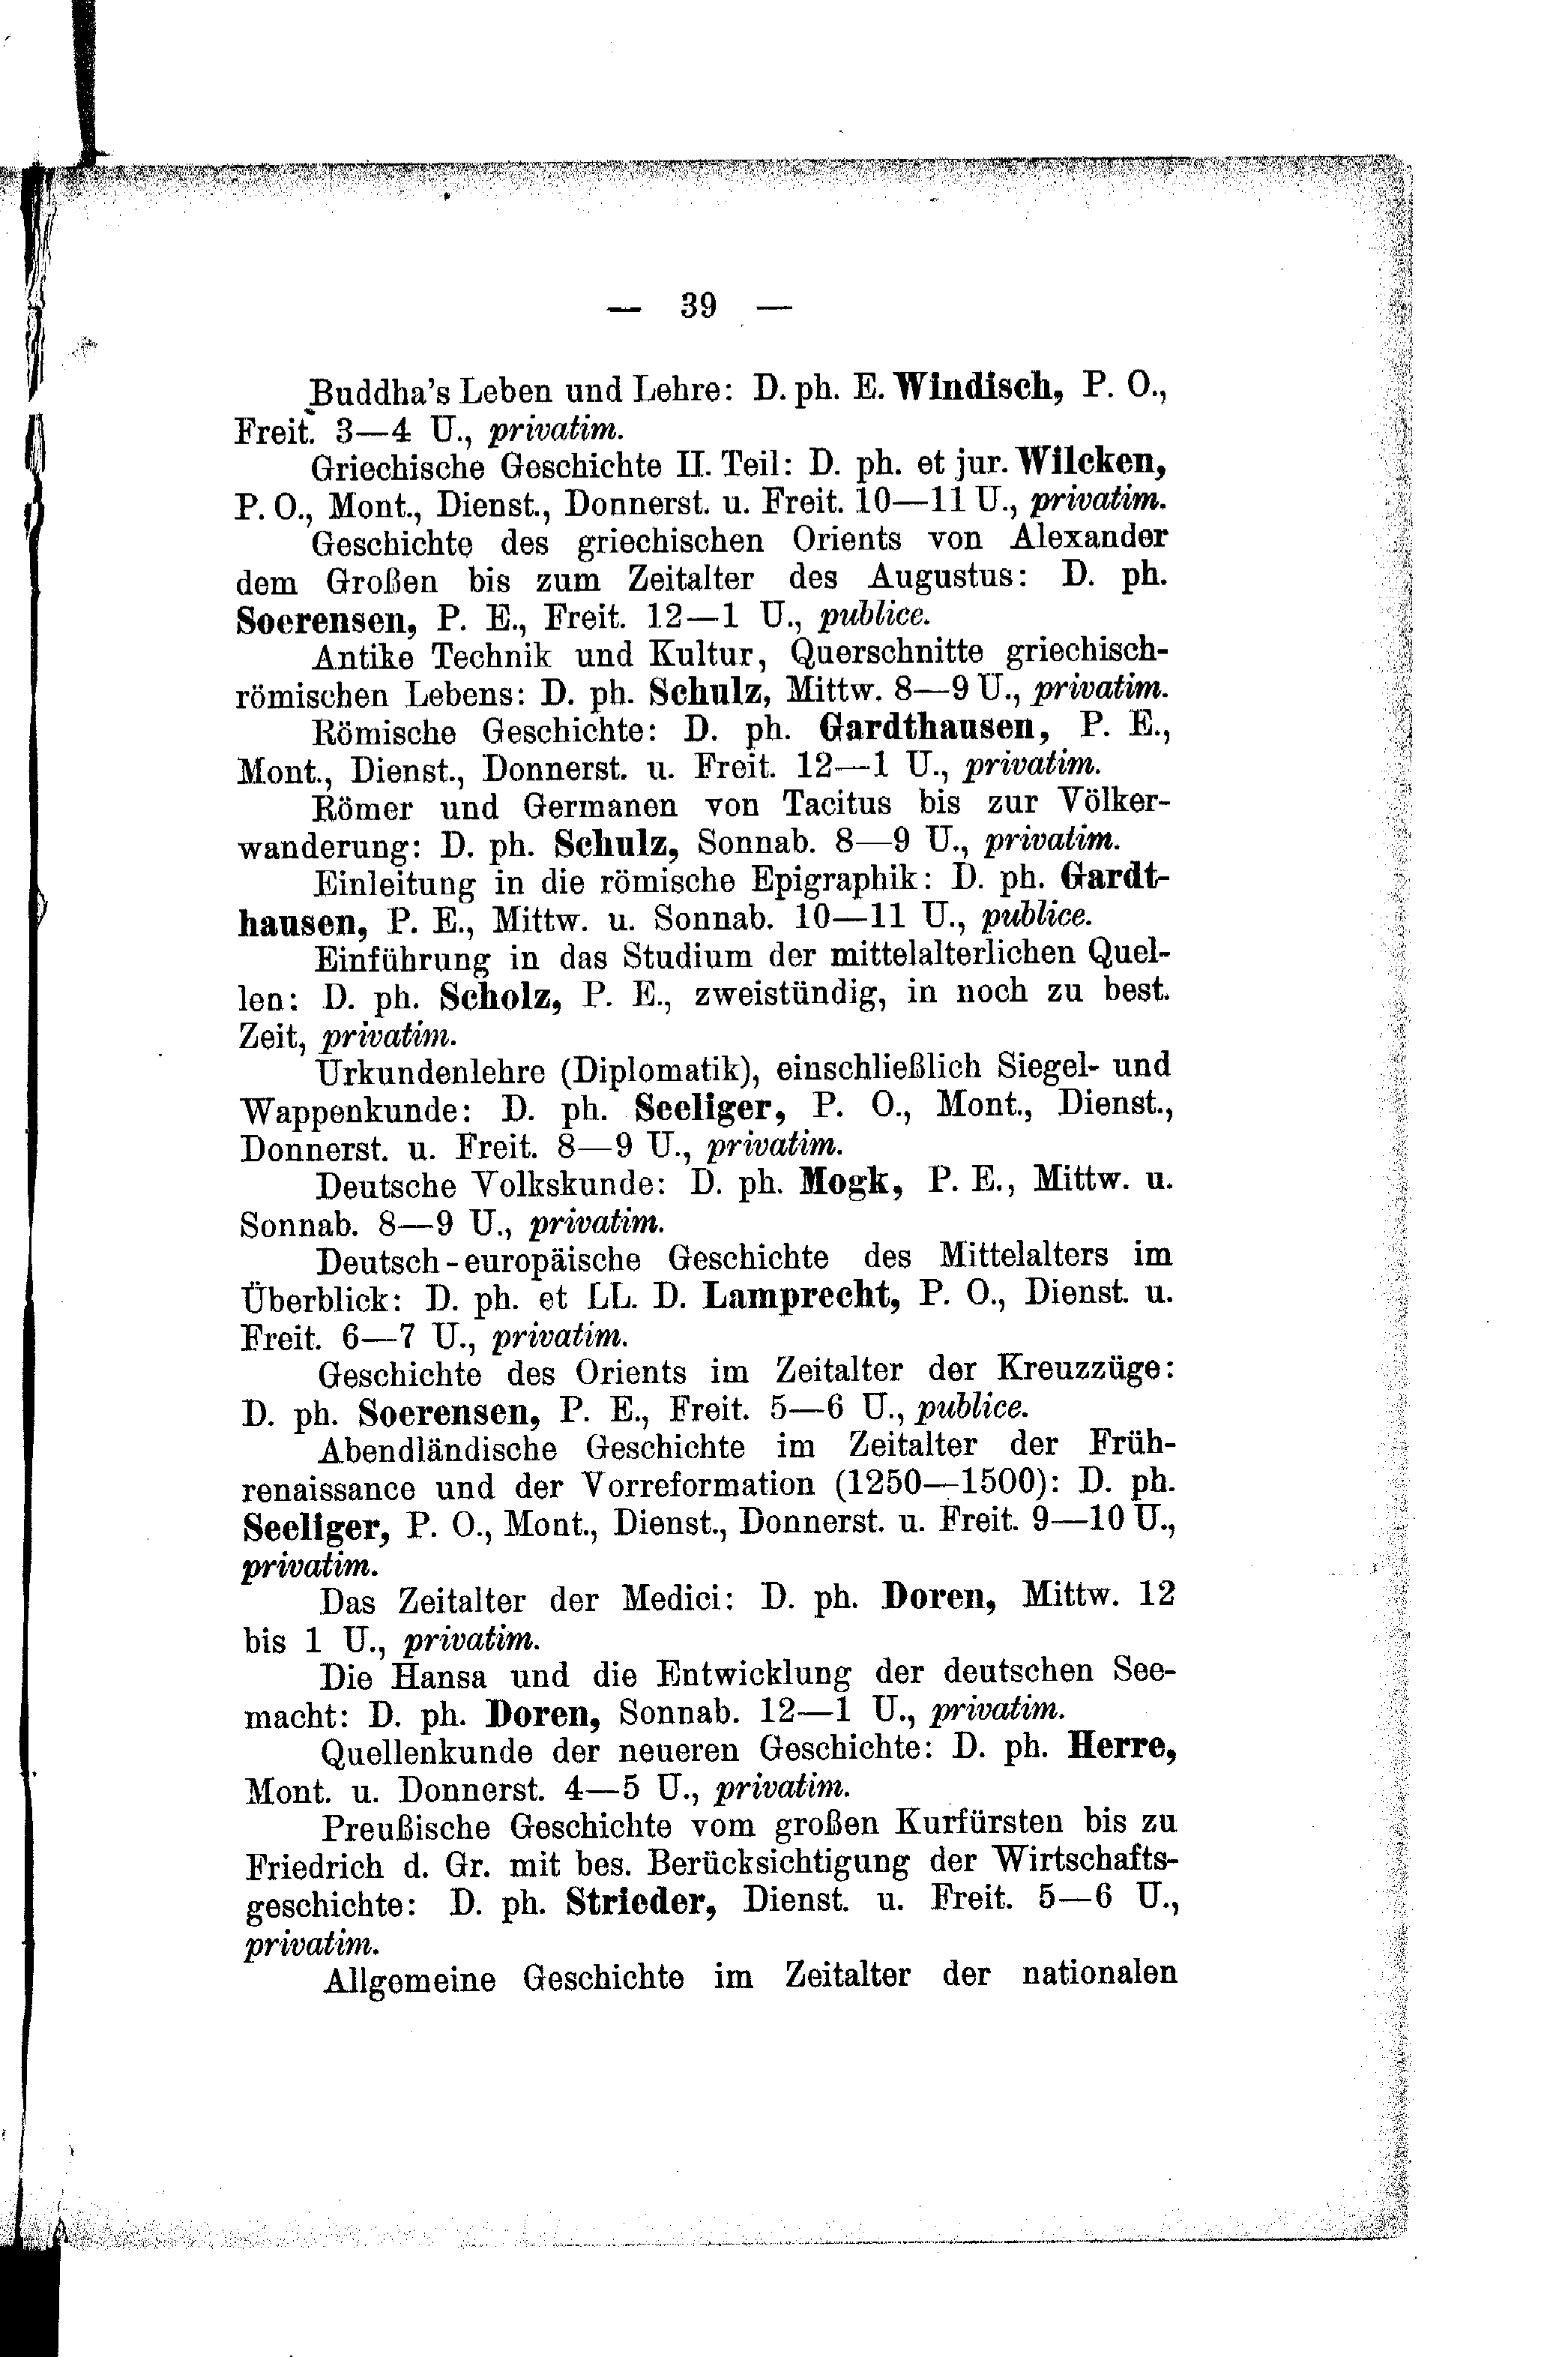 — 39 —
Buddha's Leben und Lehre: D. ph. E. Windisch, P. O.,
Freit. 3—4 U., privatim.
Griechische Geschichte II. Teil: D. ph. et jur. Wilcken,
P. O., Mont., Dienst., Donnerst. u. Freit. 10—11 U., privatim.
Geschichte des griechischen Orients von Alexander
dem Großen bis zum Zeitalter des Augustus: D. ph.
Soerensen, P. E., Freit. 12—1 U., publice.
Antike Technik und Kultur, Querschnitte griechisch-
römischen Lebens: D. ph. Schulz, Mittw. 8—9 U., privatim.
Römische Geschichte: D. ph. Gardthausen, P. E.,
Mont., Dienst., Donnerst. u. Freit. 12—1 U., privatim.
Römer und Germanen von Tacitus bis zur Völker-
wanderung: D. ph. Schulz, Sonnab. 8—9 U., privatim.
Einleitung in die römische Epigraphik: D. ph. Gardt-
hausen, P. E., Mittw. u. Sonnab. 10—11 U., publice.
Einführung in das Studium der mittelalterlichen Quel-
len: D. ph. Scholz, P. E., zweistündig, in noch zu best.
Zeit, privatim.
Urkundenlehre (Diplomatik), einschließlich Siegel- und
Wappenkunde: D. ph. Seeliger, P. O., Mont., Dienst.,
Donnerst. u. Freit. 8—9 U., privatim.
Deutsche Volkskunde: D. ph. Mogk, P. E., Mittw. u.
Sonnab. 8—9 U., privatim.
Deutsch-europäische Geschichte des Mittelalters im
Überblick: D. ph. et LL. D. Lamprecht, P. O., Dienst. u.
Freit. 6—7 U., privatim.
Geschichte des Orients im Zeitalter der Kreuzzüge:
D. ph. Soerensen, P. E., Freit. 5—6 U., publice.
Abendländische Geschichte im Zeitalter der Früh-
renaissance und der Vorreformation (1250—1500): D. ph.
Seeliger, P. O., Mont., Dienst., Donnerst. u. Freit. 9—10 U.,
privatim.
Das Zeitalter der Medici: D. ph. Doren, Mittw. 12
bis 1 U., privatim.
Die Hansa und die Entwicklung der deutschen See-
macht: D. ph. Doren, Sonnab. 12—1 U., privatim.
Quellenkunde der neueren Geschichte: D. ph. Herre,
Mont. u. Donnerst. 4—5 U., privatim.
Preußische Geschichte vom großen Kurfürsten bis zu
Friedrich d. Gr. mit bes. Berücksichtigung der Wirtschafts-
geschichte: D. ph. Strieder, Dienst. u. Freit. 5—6 U.,
privatim.
Allgemeine Geschichte im Zeitalter der nationalen